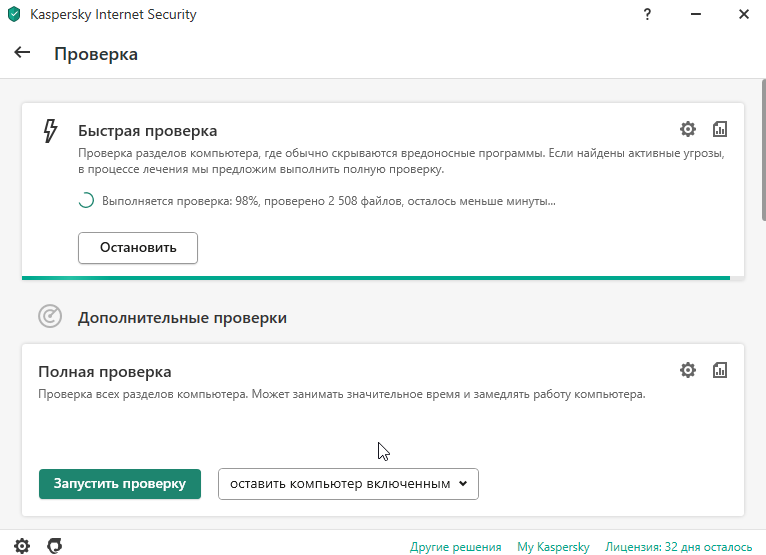 Kaspersky Internet Security
?
Проверка
Быстрая проверка
Проверка разделов компьютера, где обычно скрываются вредоносные программы. Если найдены активные угрозы,
в процессе лечения мы предложим выполнить полную проверку.
Выполняется проверка: 98%, проверено 2 508 файлов, осталось меньше минуты...
Остановить
Дополнительные проверки
Полная проверка
Проверка всех разделов компьютера. Может занимать значительное время и замедлять работу компьютера.
Запустить проверку
оставить компьютер включенным
Другие решения My Kaspersky Лицензия: 32 дня осталось